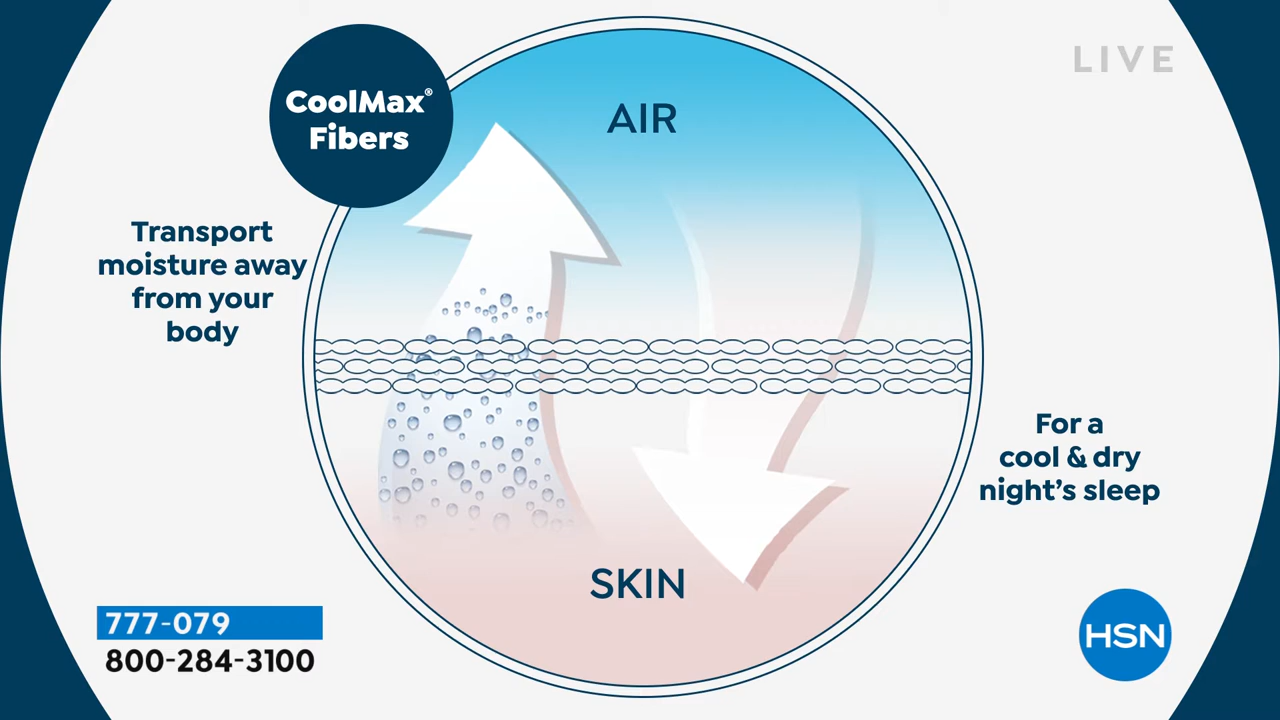 LIVE
CoolMax®
Fibers
AIR
Transport
moisture away
from your
body
For a
cool & dry
night's sleep
SKIN
777-079
800-284-3100
HSN